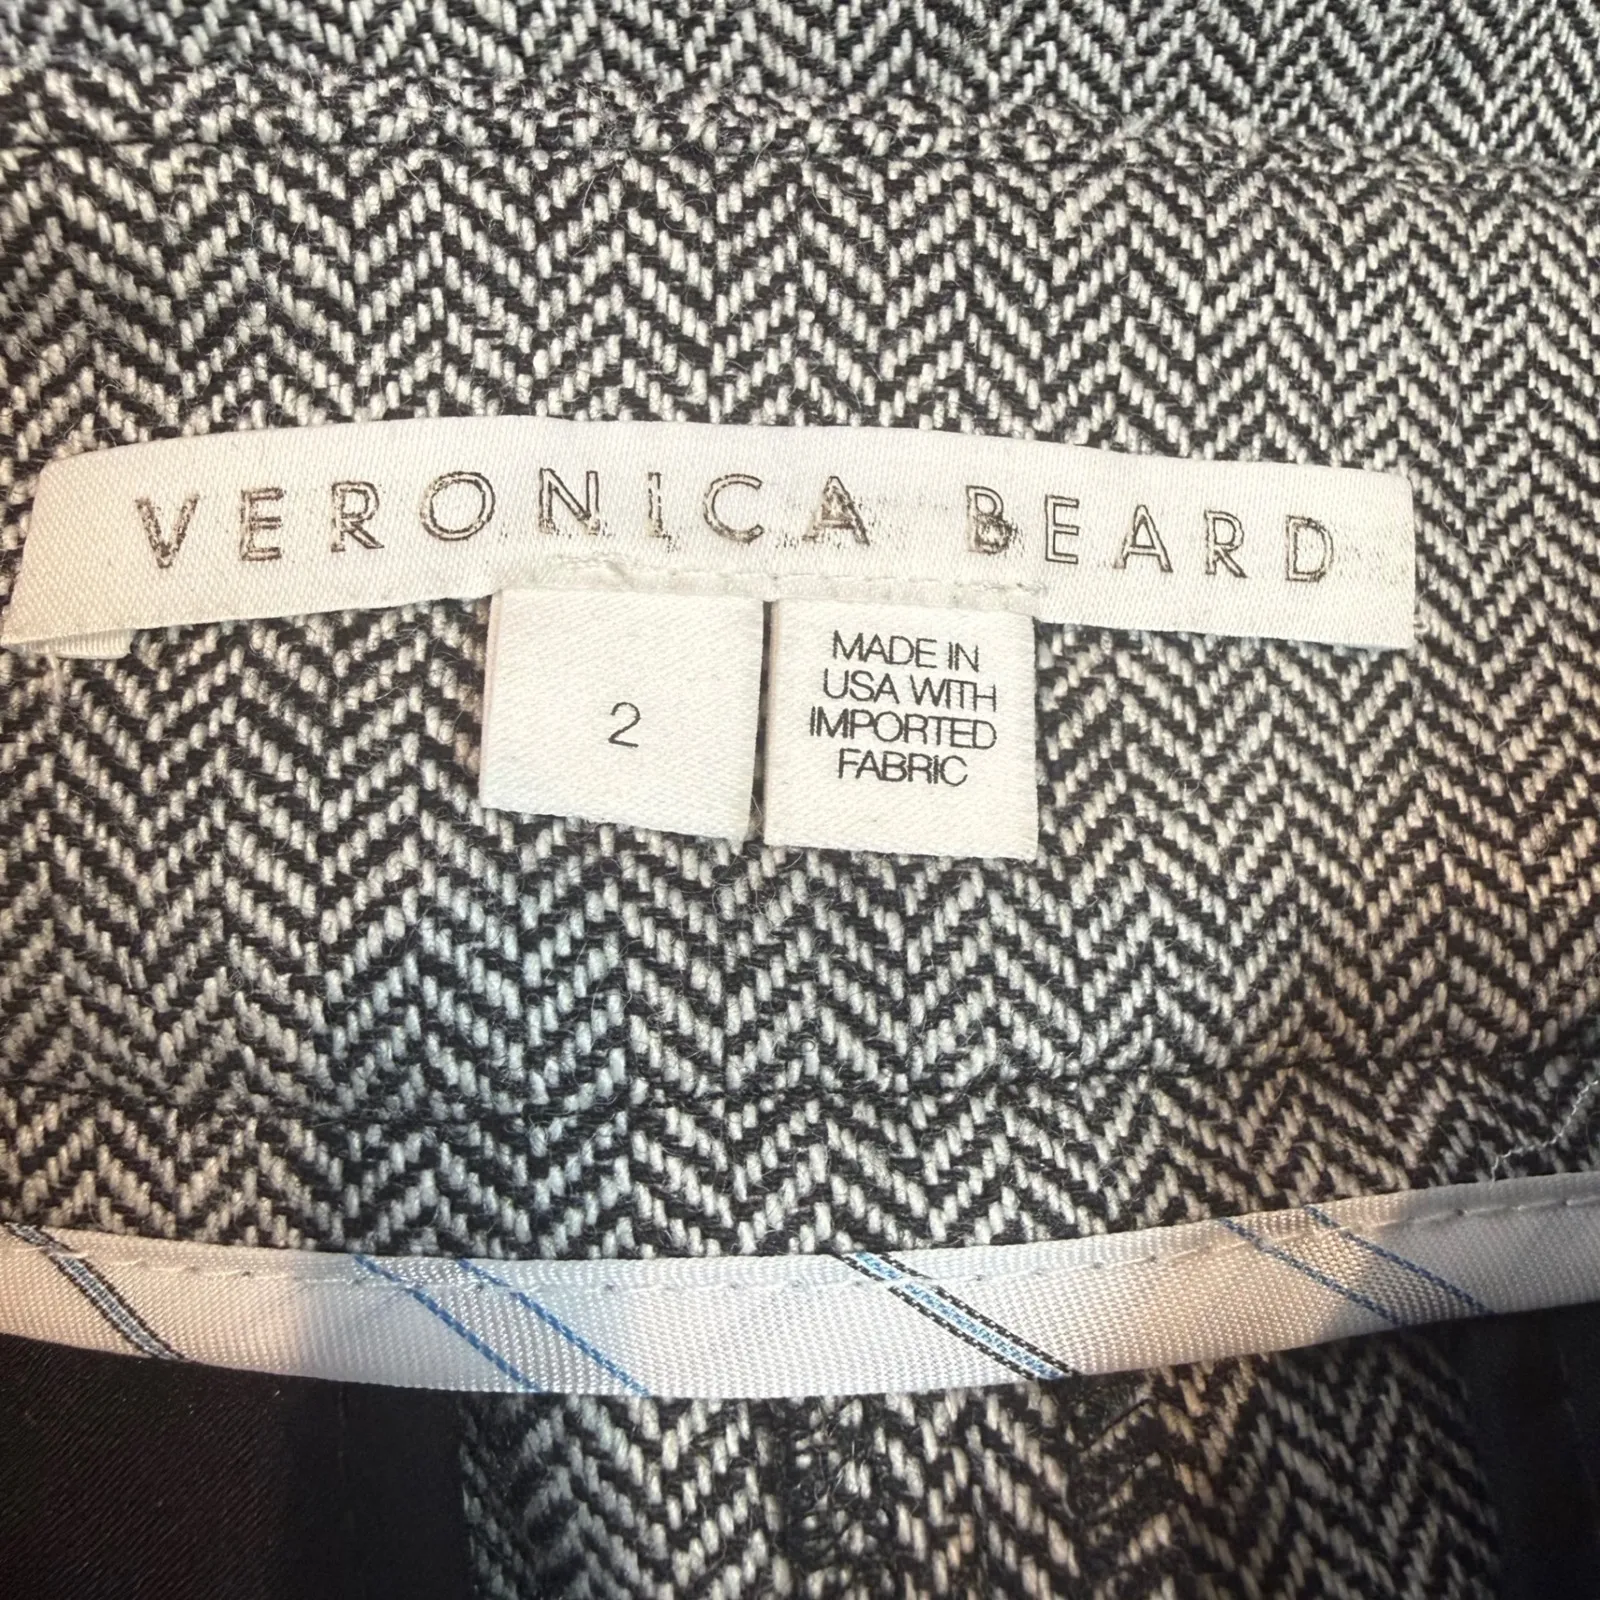 VERONICA BEARD
2
MADE IN
USA WITH
IMPORTED
FABRIC